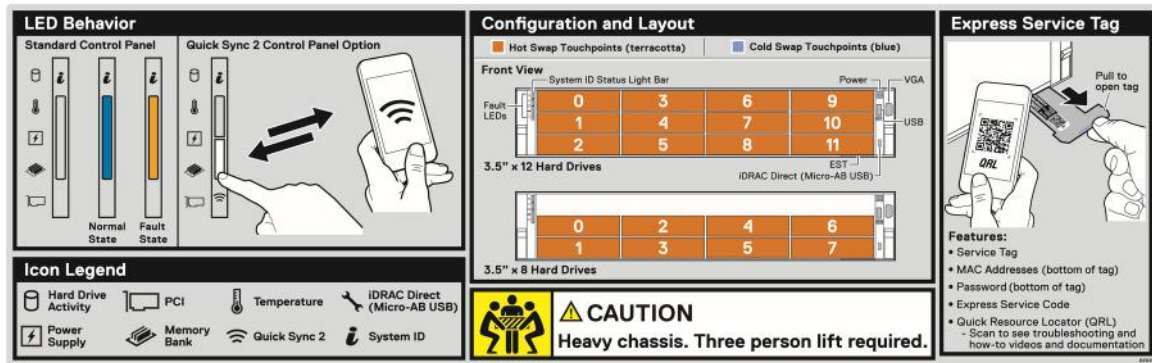 LED Behavior
Standard Control Panel
Quick Sync 2 Control Panel Option
Normal
State
Fault
State
Icon Legend
Hard Drive
Activity
PCI
Temperature
iDRAC Direct
(Micro-AB USB)
Power
Supply
Memory
Bank
Quick Sync 2
System ID
Configuration and Layout
Hot Swap Touchpoints (terracotta)
Cold Swap Touchpoints (blue)
Front View
System ID Status Light Bar
Power
VGA
Fault
LEDs
USB
0 3 6 9
1 4 7 10
2 5 8 11
EST
3.5" x 12 Hard Drives
iDRAC Direct (Micro-AB USB)
0 2 4 6
1 3 5 7
3.5" x 8 Hard Drives
CAUTION
Heavy chassis. Three person lift required.
Express Service Tag
Pull to
open tag
QRL
Features:
• Service Tag
• MAC Addresses (bottom of tag)
• Password (bottom of tag)
• Express Service Code
• Quick Resource Locator (QRL)
- Scan to see troubleshooting and
how-to videos and documentation